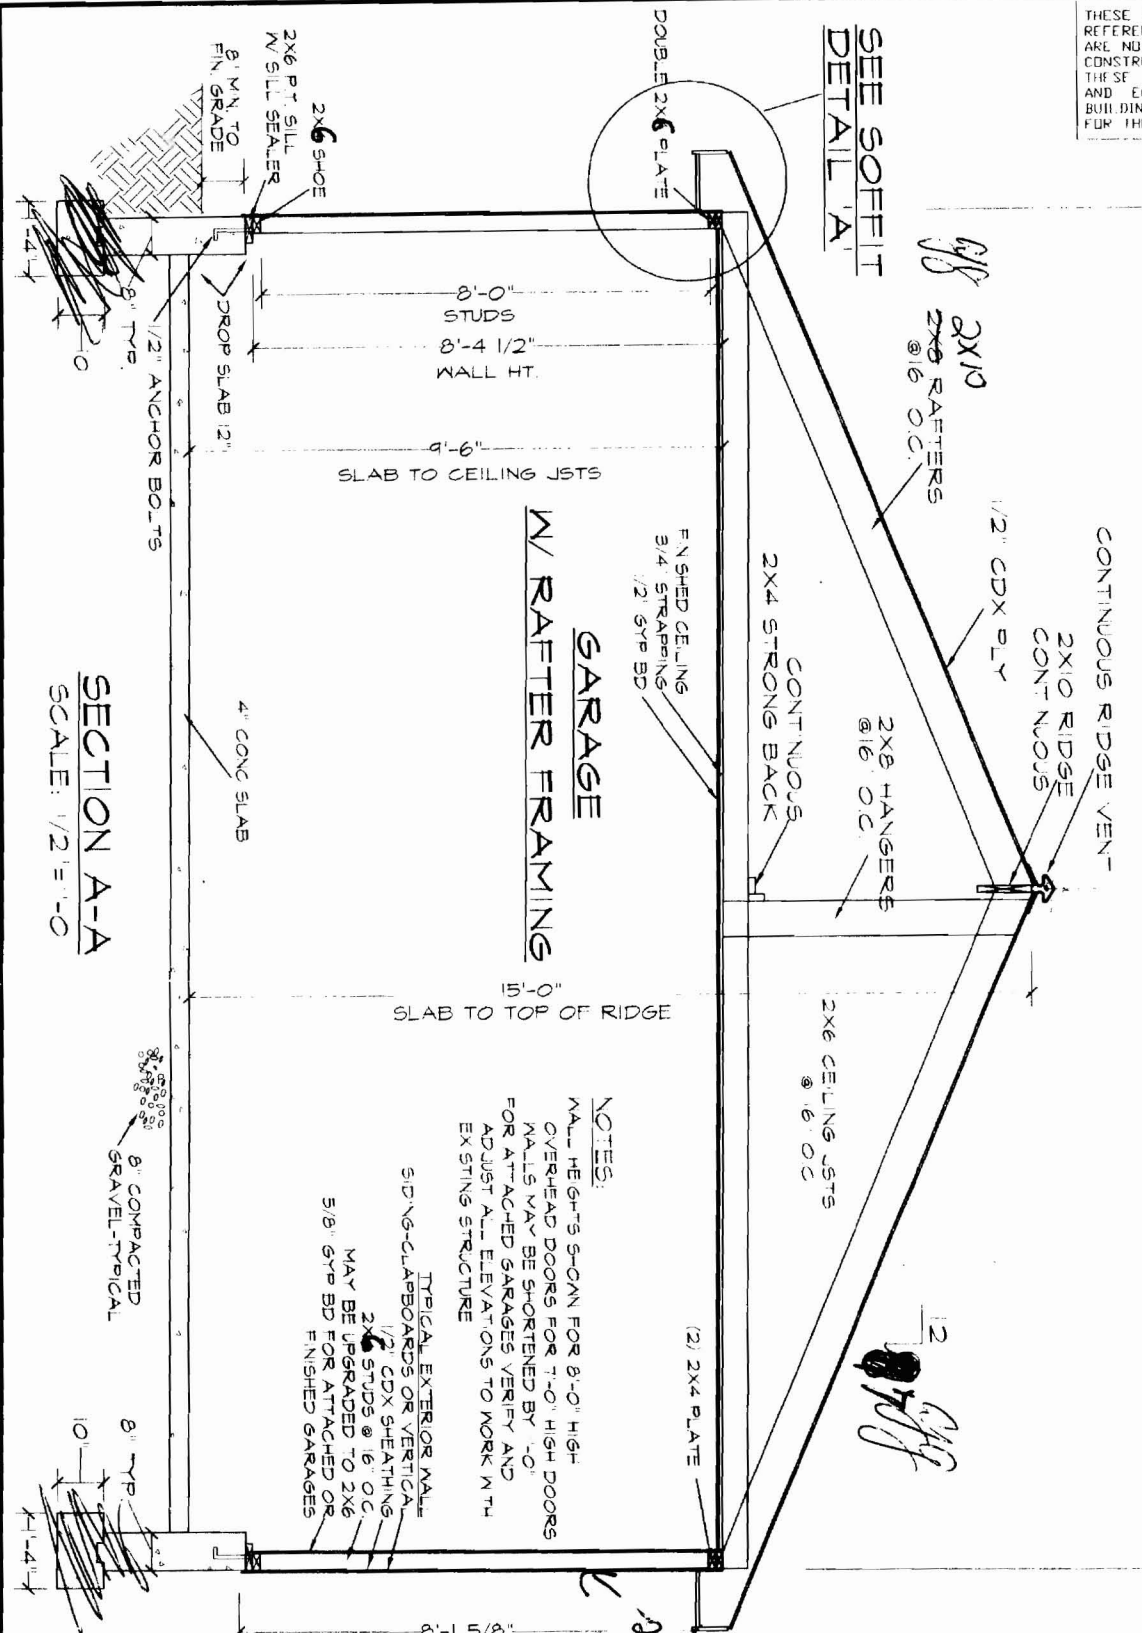 THESE
ARE NO
AND
FOR
SEE SOFFIT
DETAIL 'A'
DOUBLE 2X6 PLATE
2X6 SHOE
2X6 P.T. SILL
W/ SILL SEALER
8" MIN. TO
FIN. GRADE
1'-4"
10
8" TYP.
1/2" ANCHOR BOLTS
DROP SLAB 12"
8'-0"
STUDS
8'-4 1/2"
WALL HT.
9'-6"
SLAB TO CEILING JSTS
2X10
2X8 RAFTERS
@16 O.C.
1/2" CDX PLY
CONTINUOUS RIDGE VENT
2X10 RIDGE
CONTINUOUS
2X8 HANGERS
@16' O.C.
CONTINUOUS
2X4 STRONG BACK
FINISHED CEILING
3/4" STRAPPING
1/2" GYP BD
GARAGE
W/ RAFTER FRAMING
4" CONC SLAB
SECTION A-A
SCALE: 1/2"= '-0
15'-0"
SLAB TO TOP OF RIDGE
2X6 CEILING JSTS
@ 16' OC
8" COMPACTED
GRAVEL-TYPICAL
NOTES:
WALL HEIGHTS SHOWN FOR 8'-0" HIGH
OVERHEAD DOORS FOR 7'-0" HIGH DOORS
WALLS MAY BE SHORTENED BY '-0"
FOR ATTACHED GARAGES VERIFY AND
ADJUST ALL ELEVATIONS TO WORK WITH
EXISTING STRUCTURE
TYPICAL EXTERIOR WALL
SIDING-CLAPBOARDS OR VERTICAL
1/2" CDX SHEATHING
2X6 STUDS @ 16" O.C.
MAY BE UPGRADED TO 2X6
5/8" GYP BD FOR ATTACHED OR
FINISHED GARAGES
(2) 2X4 PLATE
12
8" TYP.
10"
1'-4"
8'-1 5/8"